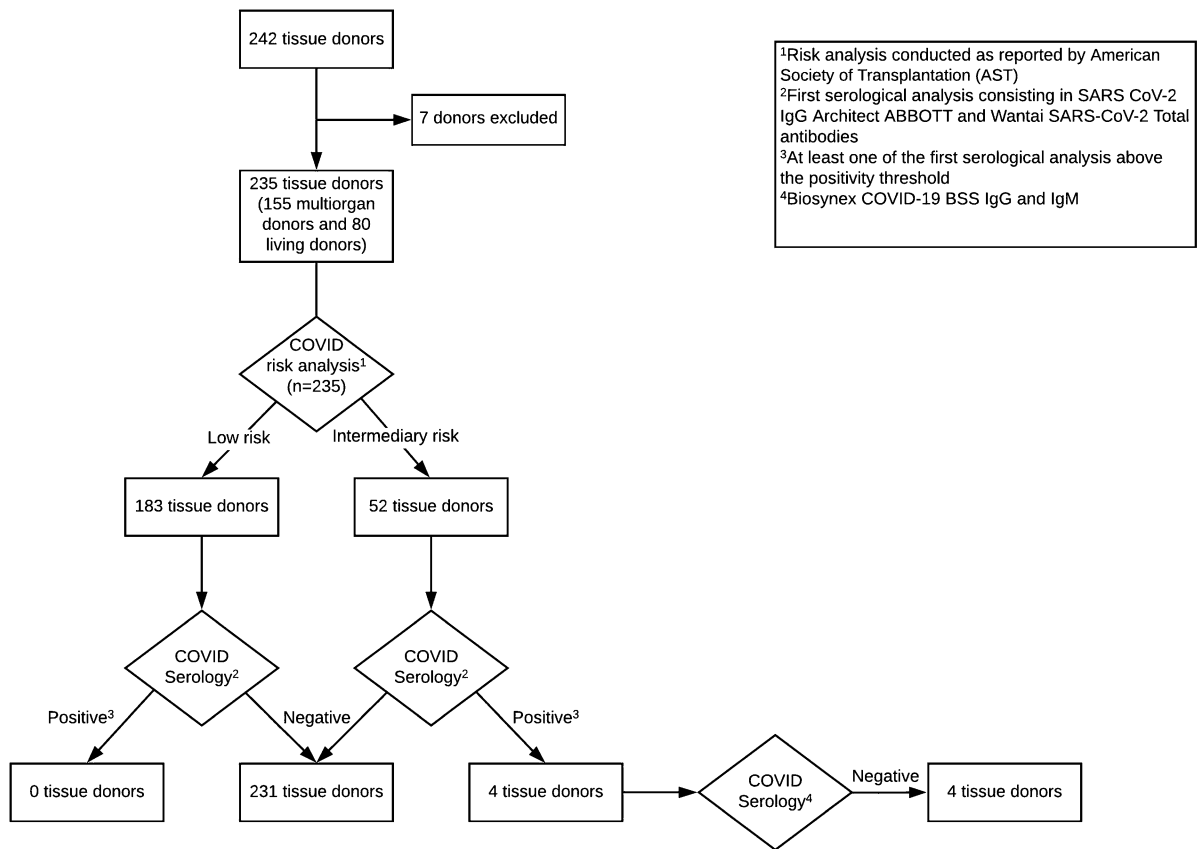 242 tissue donors
7 donors excluded
235 tissue donors
(155 multiorgan
donors and 80
living donors)
COVID
risk analysis¹
(n=235)
Low risk
Intermediary risk
183 tissue donors
52 tissue donors
COVID
Serology²
COVID
Serology²
Positive³
Negative
Positive³
0 tissue donors
231 tissue donors
4 tissue donors
COVID
Serology⁴
Negative
4 tissue donors
¹Risk analysis conducted as reported by American
Society of Transplantation (AST)
²First serological analysis consisting in SARS CoV-2
IgG Architect ABBOTT and Wantai SARS-CoV-2 Total
antibodies
³At least one of the first serological analysis above
the positivity threshold
⁴Biosynex COVID-19 BSS IgG and IgM